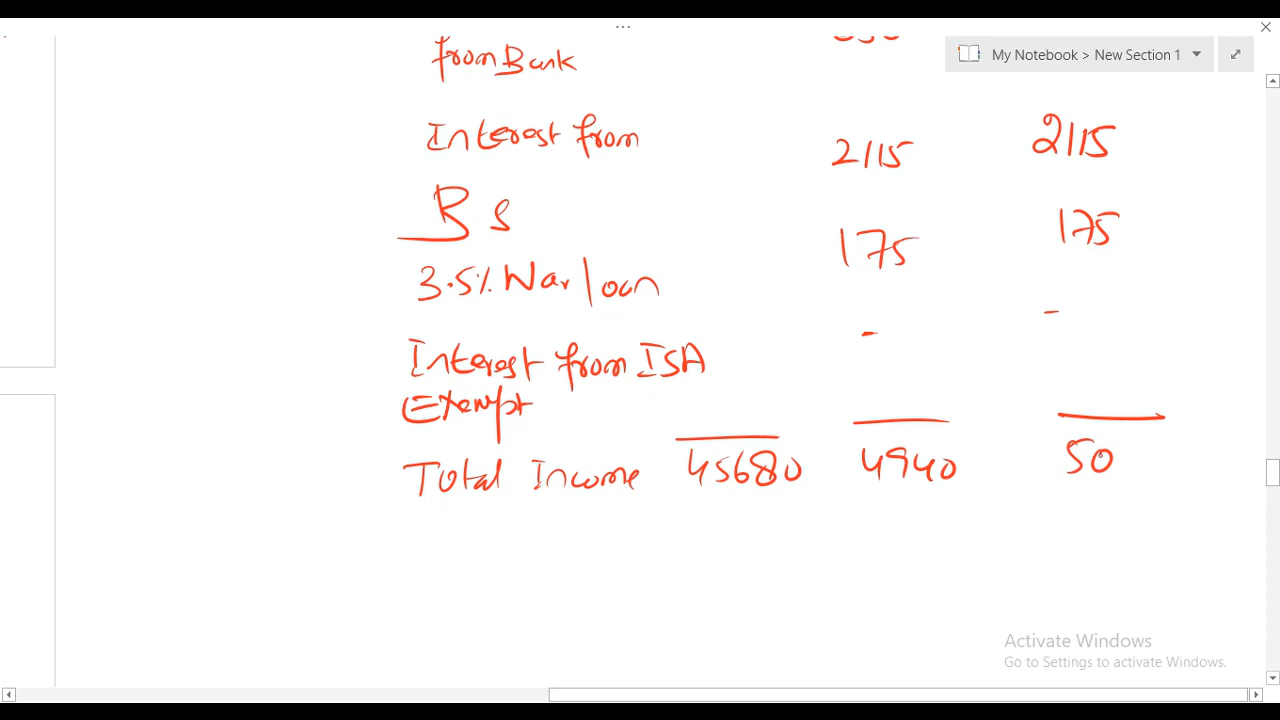 ...
My Notebook > New Section 1
from Bank
Interest from 2115 2115
BS
3.5% War loan 175 175
Interest from ISA - -
Exempt
Total Income 45680 4940 50
Activate Windows
Go to Settings to activate Windows.